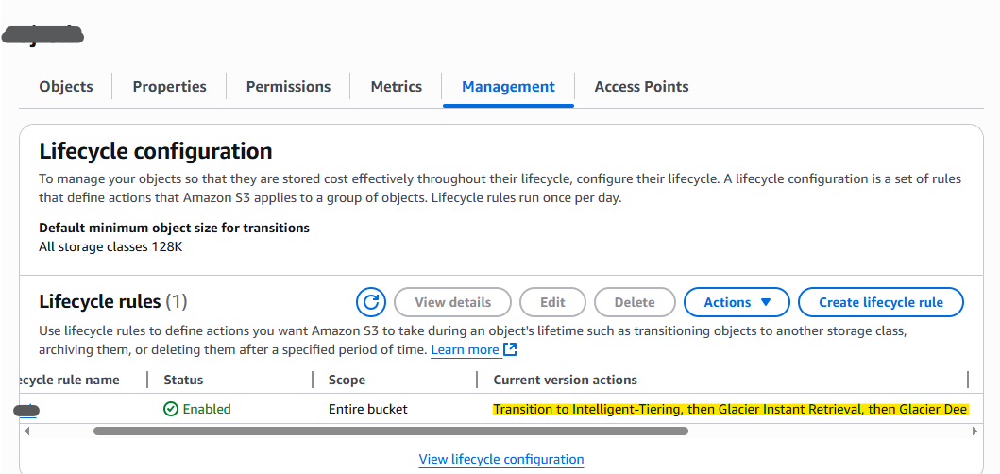 Objects
Properties
Permissions
Metrics
Management
Access Points
Lifecycle configuration
To manage your objects so that they are stored cost effectively throughout their lifecycle, configure their lifecycle. A lifecycle configuration is a set of rules
that define actions that Amazon S3 applies to a group of objects. Lifecycle rules run once per day.
Default minimum object size for transitions
All storage classes 128K
Lifecycle rules (1)
View details
Edit
Delete
Actions
Create lifecycle rule
Use lifecycle rules to define actions you want Amazon S3 to take during an object's lifetime such as transitioning objects to another storage class,
archiving them, or deleting them after a specified period of time. Learn more
ecycle rule name
Status
Scope
Current version actions
Enabled
Entire bucket
Transition to Intelligent-Tiering, then Glacier Instant Retrieval, then Glacier Dee
View lifecycle configuration